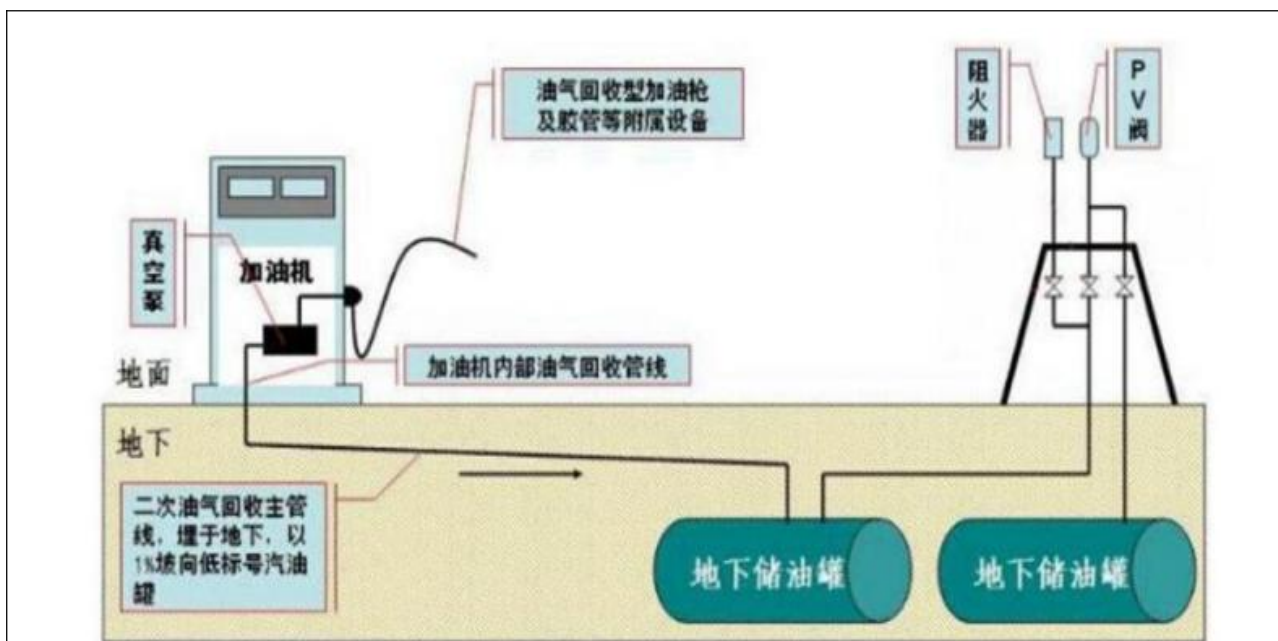 油气回收型加油枪
及胶管等附属设备
阻火器
PV阀
真空泵
加油机
加油机内部油气回收管线
地面
地下
二次油气回收主管
线，埋于地下，以
1%坡向低标号汽油
罐
地下储油罐
地下储油罐